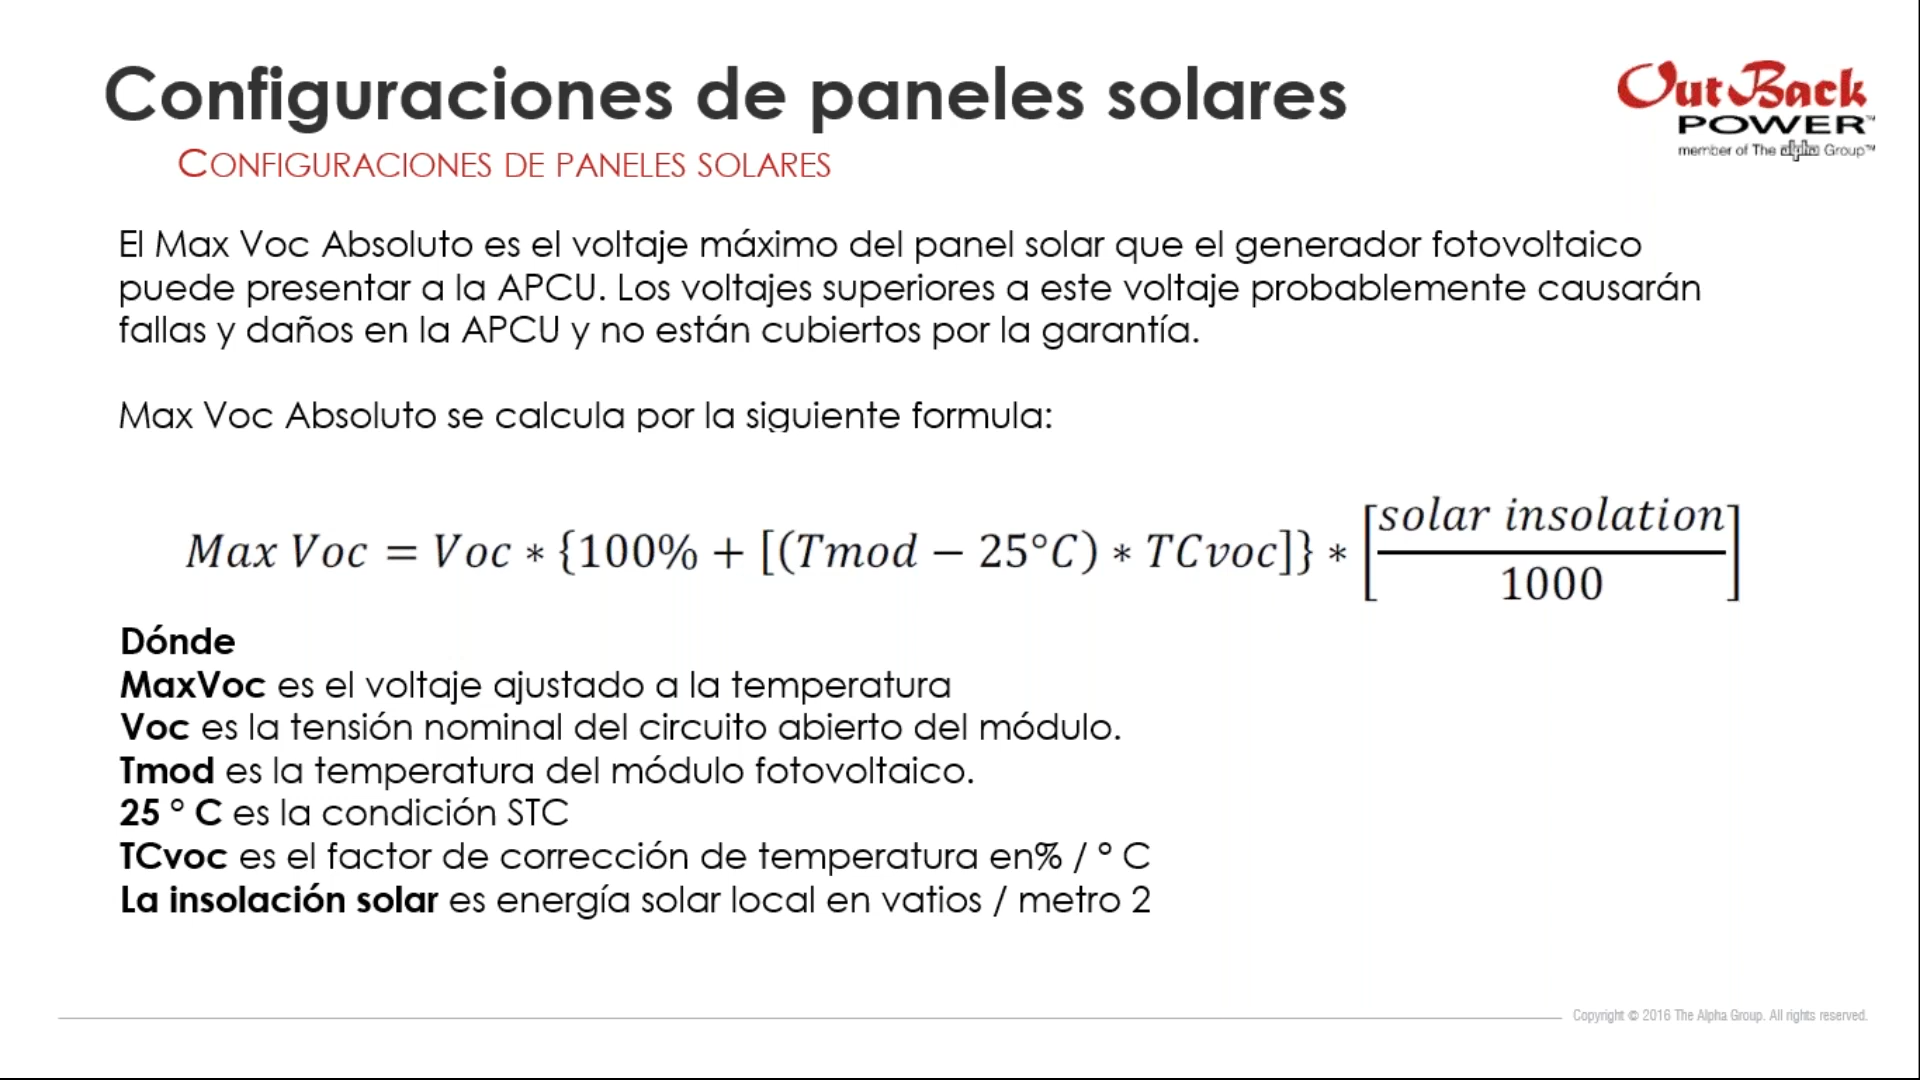 Configuraciones de paneles solares
CONFIGURACIONES DE PANELES SOLARES
OutBack
POWER™
member of The alpha Group™
El Max Voc Absoluto es el voltaje máximo del panel solar que el generador fotovoltaico
puede presentar a la APCU. Los voltajes superiores a este voltaje probablemente causarán
fallas y daños en la APCU y no están cubiertos por la garantía.
Max Voc Absoluto se calcula por la siguiente formula:
Max Voc = Voc * {100% + [(Tmod − 25°C) * TCvoc]} * [solar insolation / 1000]
Dónde
MaxVoc es el voltaje ajustado a la temperatura
Voc es la tensión nominal del circuito abierto del módulo.
Tmod es la temperatura del módulo fotovoltaico.
25 ° C es la condición STC
TCvoc es el factor de corrección de temperatura en% / ° C
La insolación solar es energía solar local en vatios / metro 2
Copyright © 2016 The Alpha Group. All rights reserved.